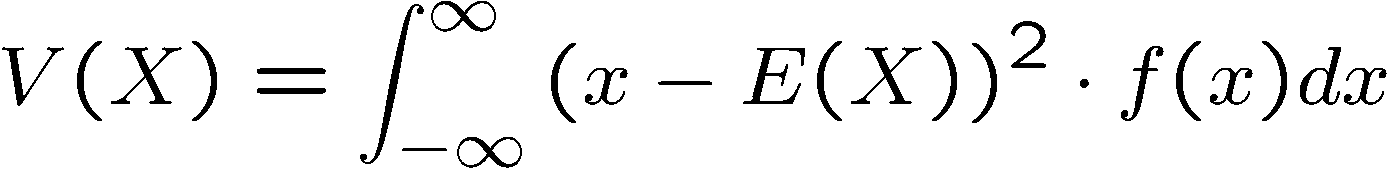 V(X) = ∫_{-∞}^{∞} (x − E(X))² · f(x)dx